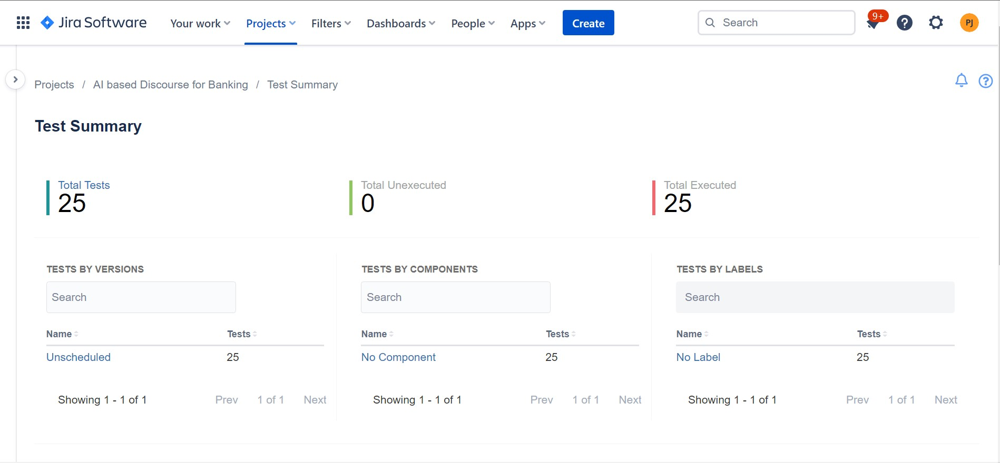 Jira Software Your work Projects Filters Dashboards People Apps Create Search 9+ PJ
Projects / AI based Discourse for Banking / Test Summary
Test Summary
Total Tests
25
Total Unexecuted
0
Total Executed
25
TESTS BY VERSIONS
Search
Name Tests
Unscheduled 25
Showing 1 - 1 of 1 Prev 1 of 1 Next
TESTS BY COMPONENTS
Search
Name Tests
No Component 25
Showing 1 - 1 of 1 Prev 1 of 1 Next
TESTS BY LABELS
Search
Name Tests
No Label 25
Showing 1 - 1 of 1 Prev 1 of 1 Next